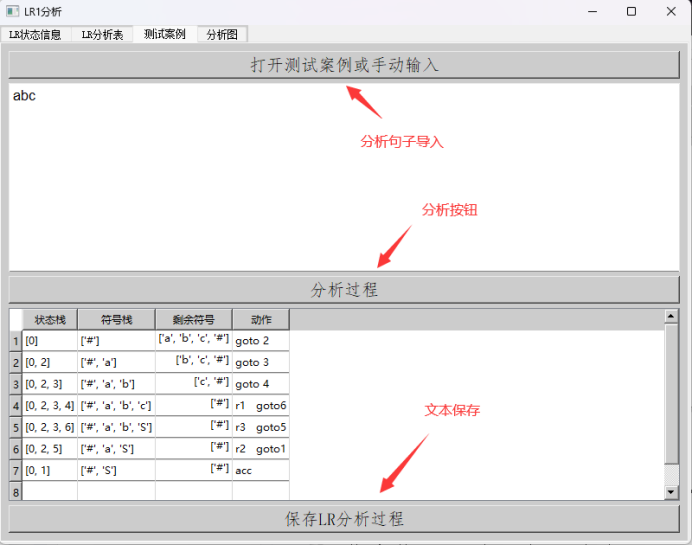 LR1分析
LR状态信息 LR分析表 测试案例 分析图
打开测试案例或手动输入
abc
分析句子导入
分析按钮
分析过程
状态栈 符号栈 剩余符号 动作
1 [0] ['#'] ['a', 'b', 'c', '#'] goto 2
2 [0, 2] ['#', 'a'] ['b', 'c', '#'] goto 3
3 [0, 2, 3] ['#', 'a', 'b'] ['c', '#'] goto 4
4 [0, 2, 3, 4] ['#', 'a', 'b', 'c'] ['#'] r1 goto6
5 [0, 2, 3, 6] ['#', 'a', 'b', 'S'] ['#'] r3 goto5
6 [0, 2, 5] ['#', 'a', 'S'] ['#'] r2 goto1
7 [0, 1] ['#', 'S'] ['#'] acc
8
文本保存
保存LR分析过程